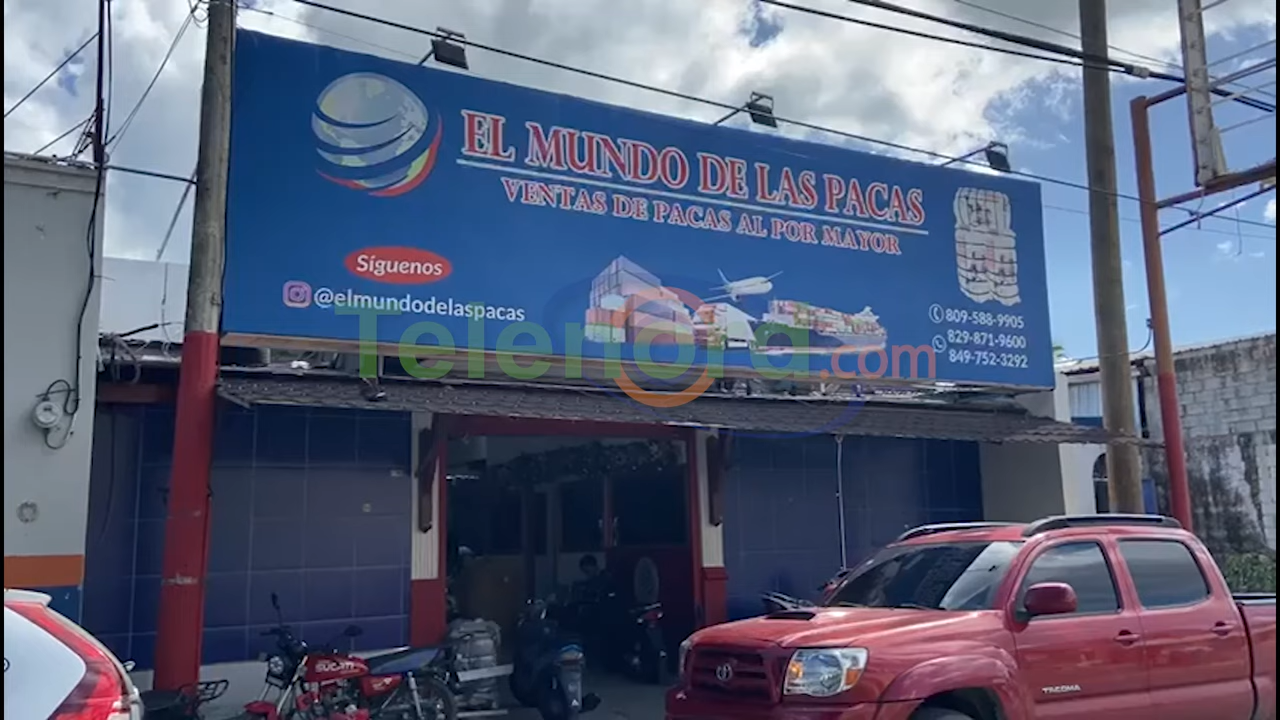 EL MUNDO DE LAS PACAS
VENTAS DE PACAS AL POR MAYOR
Síguenos
@elmundodelaspacas
809-588-9905
829-871-9600
849-752-3292
Telenord.com
TACOMA